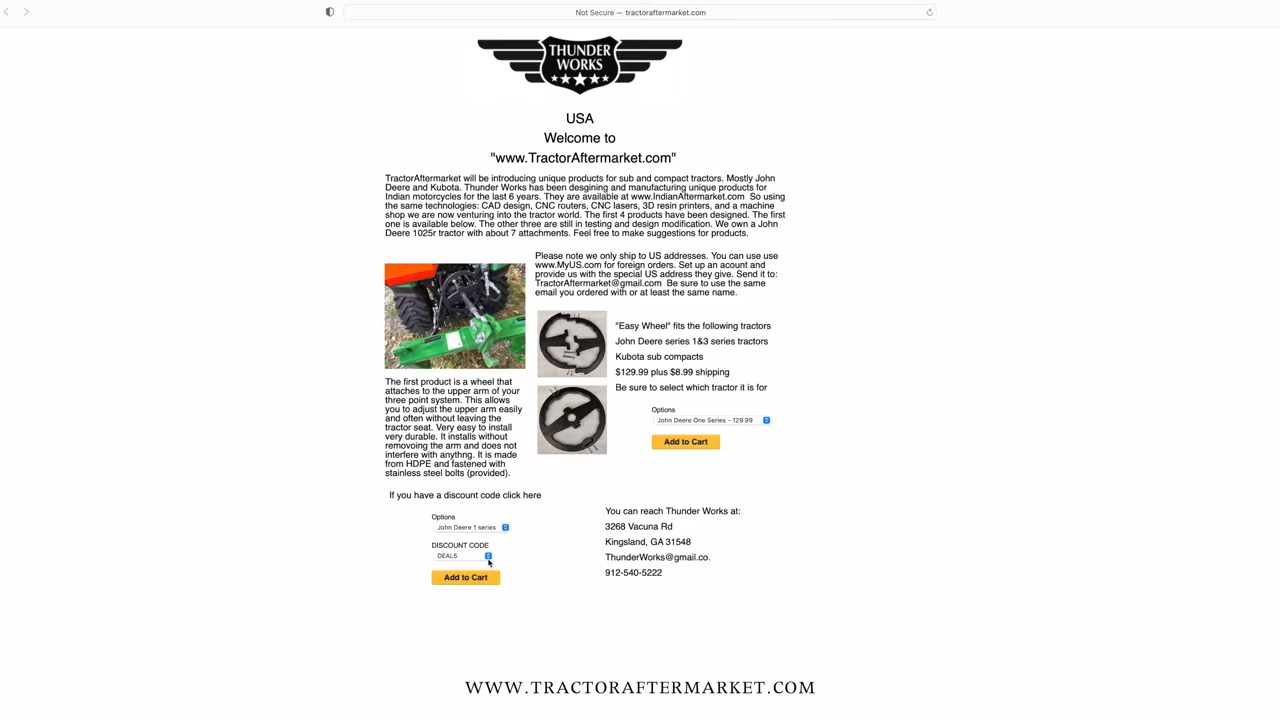 Not Secure — tractoraftermarket.com
THUNDER
WORKS
USA
Welcome to
"www.TractorAftermarket.com"
TractorAftermarket will be introducing unique products for sub and compact tractors. Mostly John
Deere and Kubota. Thunder Works has been desgining and manufacturing unique products for
Indian motorcycles for the last 6 years. They are available at www.IndianAftermarket.com So using
the same technologies: CAD design, CNC routers, CNC lasers, 3D resin printers, and a machine
shop we are now venturing into the tractor world. The first 4 products have been designed. The first
one is available below. The other three are still in testing and design modification. We own a John
Deere 1025r tractor with about 7 attachments. Feel free to make suggestions for products.
Please note we only ship to US addresses. You can use use
www.MyUS.com for foreign orders. Set up an acount and
provide us with the special US address they give. Send it to:
TractorAftermarket@gmail.com Be sure to use the same
email you ordered with or at least the same name.
"Easy Wheel" fits the following tractors
John Deere series 1&3 series tractors
Kubota sub compacts
$129.99 plus $8.99 shipping
Be sure to select which tractor it is for
Options
John Deere One Series - 129.99
Add to Cart
The first product is a wheel that
attaches to the upper arm of your
three point system. This allows
you to adjust the upper arm easily
and often without leaving the
tractor seat. Very easy to install
very durable. It installs without
removoing the arm and does not
interfere with anythng. It is made
from HDPE and fastened with
stainless steel bolts (provided).
If you have a discount code click here
Options
John Deere 1 series
DISCOUNT CODE
DEAL5
Add to Cart
You can reach Thunder Works at:
3268 Vacuna Rd
Kingsland, GA 31548
ThunderWorks@gmail.co.
912-540-5222
WWW.TRACTORAFTERMARKET.COM